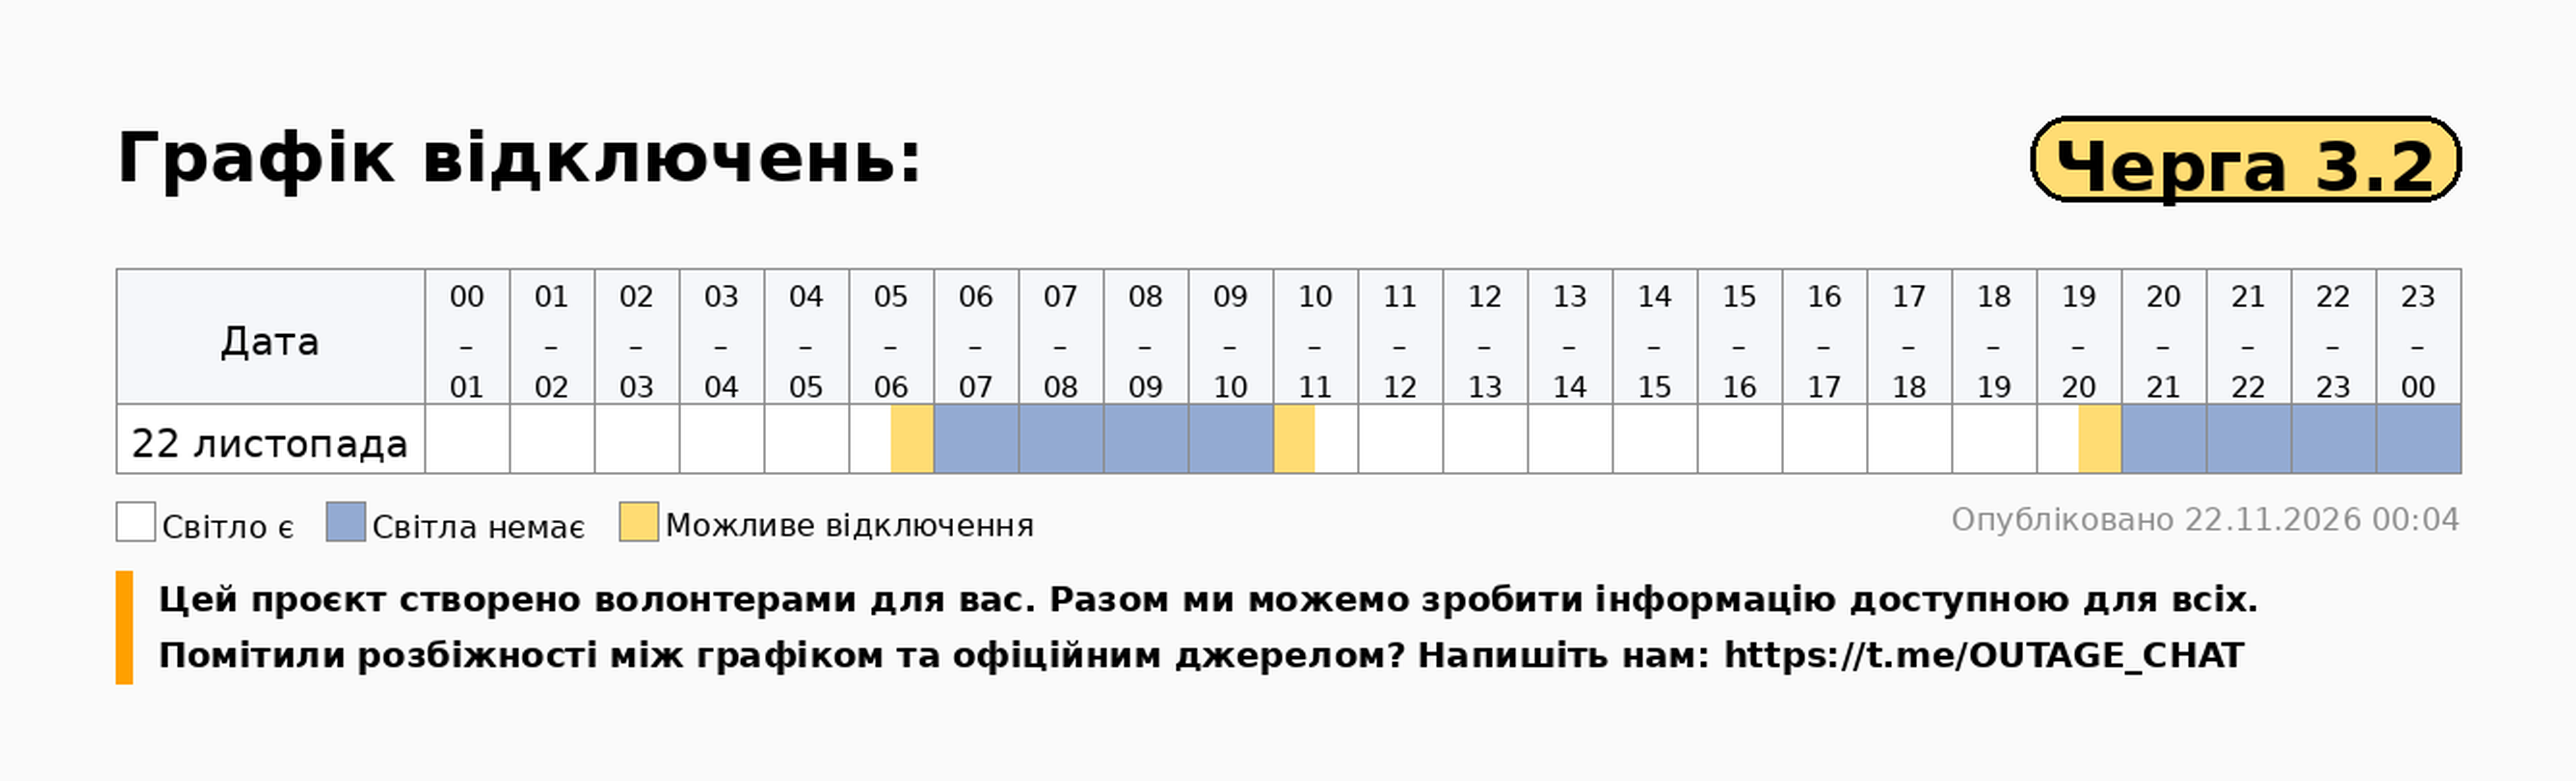 Графік відключень:
Черга 3.2
Дата 00 – 01 01 – 02 02 – 03 03 – 04 04 – 05 05 – 06 06 – 07 07 – 08 08 – 09 09 – 10 10 – 11 11 – 12 12 – 13 13 – 14 14 – 15 15 – 16 16 – 17 17 – 18 18 – 19 19 – 20 20 – 21 21 – 22 22 – 23 23 – 00
22 листопада
Світло є Світла немає Можливе відключення
Опубліковано 22.11.2026 00:04
Цей проєкт створено волонтерами для вас. Разом ми можемо зробити інформацію доступною для всіх.
Помітили розбіжності між графіком та офіційним джерелом? Напишіть нам: https://t.me/OUTAGE_CHAT